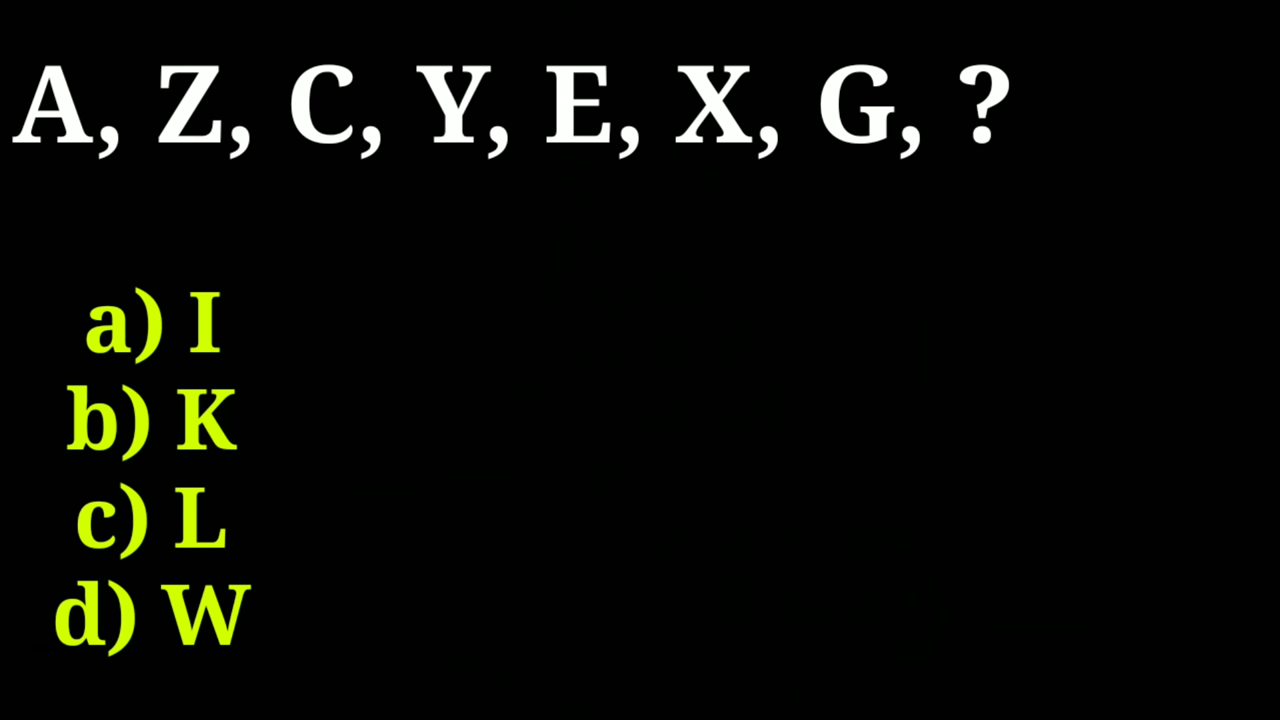 A, Z, C, Y, E, X, G, ?
a) I
b) K
c) L
d) W